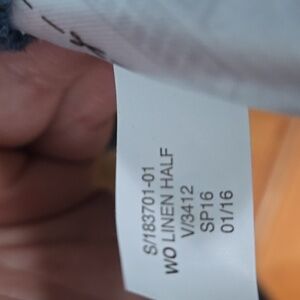 S/183701-01
WO LINEN HALF
V/3412
SP16
01/16